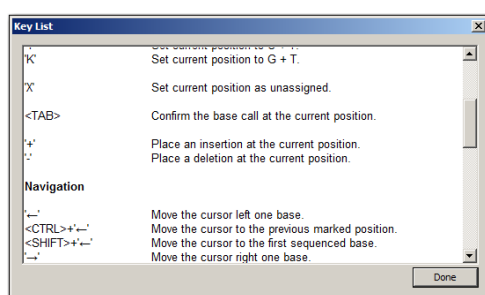 Key List
'K' Set current position to G + T.
'X' Set current position as unassigned.
<TAB> Confirm the base call at the current position.
'+' Place an insertion at the current position.
'-' Place a deletion at the current position.
Navigation
'←' Move the cursor left one base.
<CTRL>+'←' Move the cursor to the previous marked position.
<SHIFT>+'←' Move the cursor to the first sequenced base.
'→' Move the cursor right one base.
Done